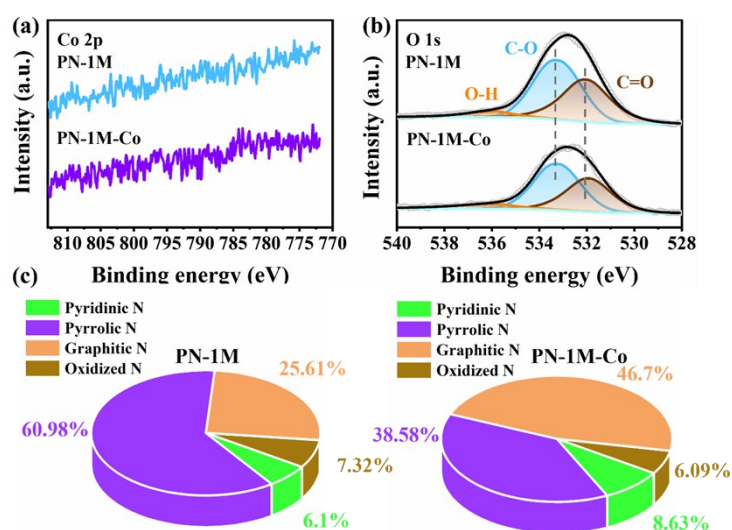 (a)
Co 2p
PN-1M
PN-1M-Co
Intensity (a.u.)
810 805 800 795 790 785 780 775 770
Binding energy (eV)
(b)
O 1s
PN-1M
C-O
O-H
C=O
PN-1M-Co
Intensity (a.u.)
540 536 534 532 530 528
Binding energy (eV)
(c)
Pyridinic N
Pyrrolic N
Graphitic N
Oxidized N
PN-1M
25.61%
60.98%
7.32%
6.1%
Pyridinic N
Pyrrolic N
Graphitic N
Oxidized N
PN-1M-Co
46.7%
38.58%
6.09%
8.63%